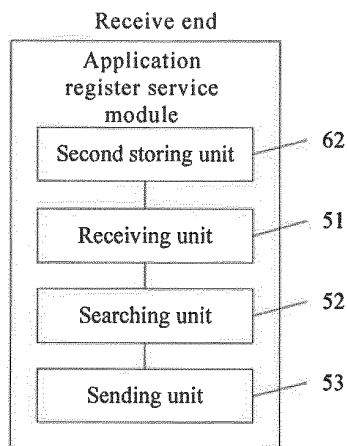 Receive end
Application
register service
module
Second storing unit
62
Receiving unit
51
Searching unit
52
Sending unit
53